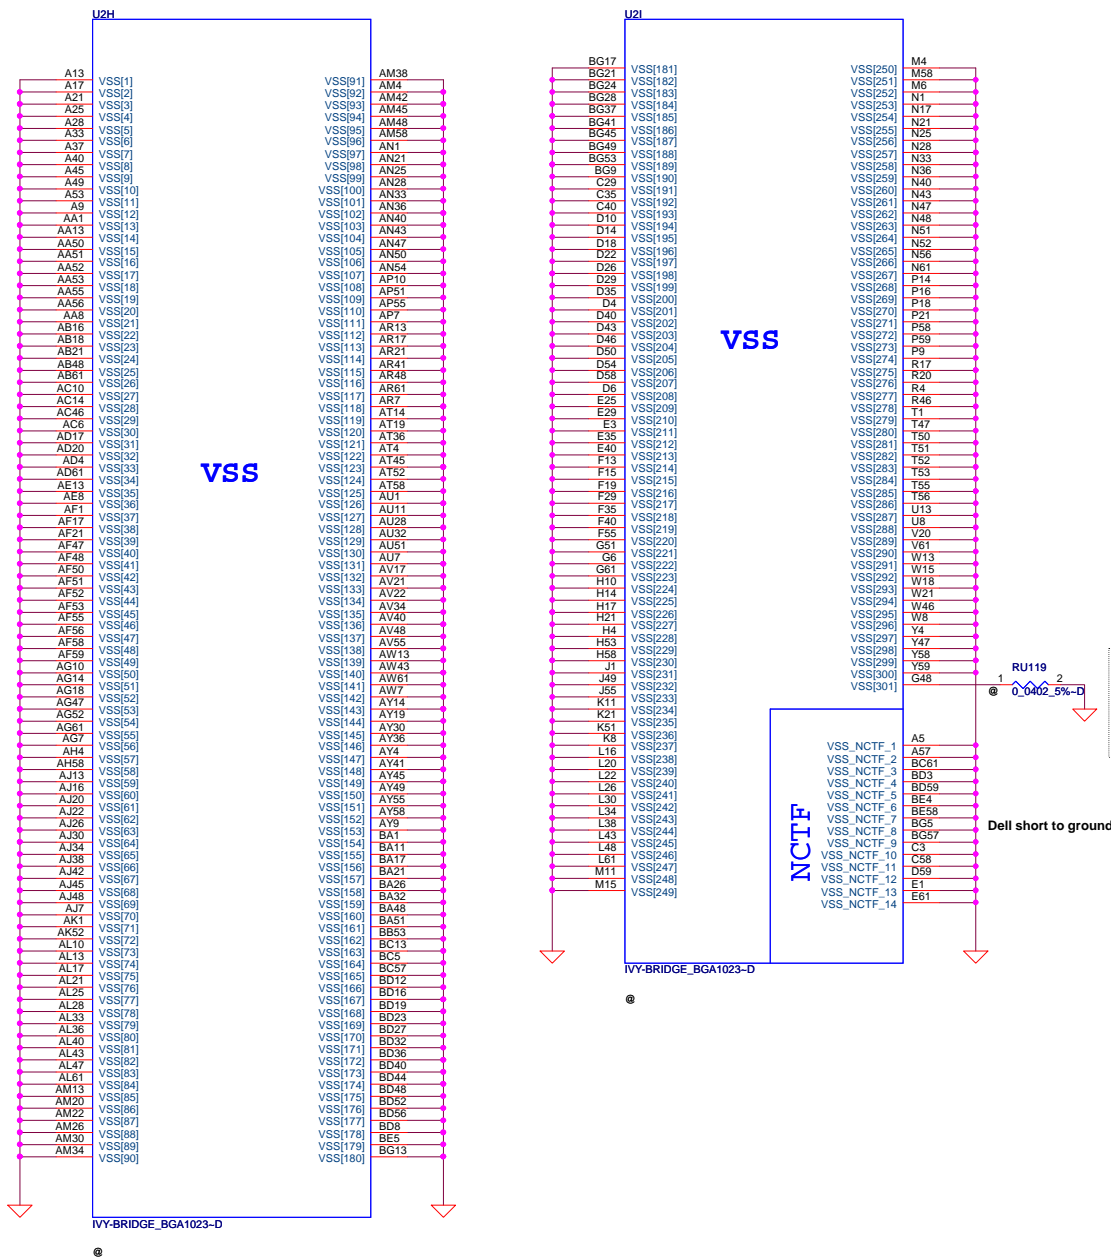 U2H
A13 VSS[1] VSS[91] AM38
A17 VSS[2] VSS[92] AM4
A21 VSS[3] VSS[93] AM42
A25 VSS[4] VSS[94] AM45
A28 VSS[5] VSS[95] AM48
A33 VSS[6] VSS[96] AM58
A37 VSS[7] VSS[97] AN1
A40 VSS[8] VSS[98] AN21
A45 VSS[9] VSS[99] AN25
A49 VSS[10] VSS[100] AN28
A53 VSS[11] VSS[101] AN33
A9 VSS[12] VSS[102] AN36
AA1 VSS[13] VSS[103] AN40
AA13 VSS[14] VSS[104] AN43
AA50 VSS[15] VSS[105] AN47
AA51 VSS[16] VSS[106] AN50
AA52 VSS[17] VSS[107] AN54
AA53 VSS[18] VSS[108] AP10
AA55 VSS[19] VSS[109] AP51
AA56 VSS[20] VSS[110] AP55
AA8 VSS[21] VSS[111] AP7
AB16 VSS[22] VSS[112] AR13
AB18 VSS[23] VSS[113] AR17
AB21 VSS[24] VSS[114] AR21
AB48 VSS[25] VSS[115] AR41
AB61 VSS[26] VSS[116] AR48
AC10 VSS[27] VSS[117] AR61
AC14 VSS[28] VSS[118] AR7
AC46 VSS[29] VSS[119] AT14
AC6 VSS[30] VSS[120] AT19
AD17 VSS[31] VSS[121] AT36
AD20 VSS[32] VSS[122] AT4
AD4 VSS[33] VSS[123] AT45
AD61 VSS[34] VSS[124] AT52
AE13 VSS[35] VSS[125] AT58
AE8 VSS[36] VSS[126] AU1
AF1 VSS[37] VSS[127] AU11
AF17 VSS[38] VSS[128] AU28
AF21 VSS[39] VSS[129] AU32
AF47 VSS[40] VSS[130] AU51
AF48 VSS[41] VSS[131] AU7
AF50 VSS[42] VSS[132] AV17
AF51 VSS[43] VSS[133] AV21
AF52 VSS[44] VSS[134] AV22
AF53 VSS[45] VSS[135] AV34
AF55 VSS[46] VSS[136] AV40
AF56 VSS[47] VSS[137] AV48
AF58 VSS[48] VSS[138] AV55
AF59 VSS[49] VSS[139] AW13
AG10 VSS[50] VSS[140] AW43
AG14 VSS[51] VSS[141] AW61
AG18 VSS[52] VSS[142] AW7
AG47 VSS[53] VSS[143] AY14
AG52 VSS[54] VSS[144] AY19
AG61 VSS[55] VSS[145] AY30
AG7 VSS[56] VSS[146] AY36
AH4 VSS[57] VSS[147] AY4
AH58 VSS[58] VSS[148] AY41
AJ13 VSS[59] VSS[149] AY45
AJ16 VSS[60] VSS[150] AY49
AJ20 VSS[61] VSS[151] AY55
AJ22 VSS[62] VSS[152] AY58
AJ26 VSS[63] VSS[153] AY9
AJ30 VSS[64] VSS[154] BA1
AJ34 VSS[65] VSS[155] BA11
AJ38 VSS[66] VSS[156] BA17
AJ42 VSS[67] VSS[157] BA21
AJ45 VSS[68] VSS[158] BA26
AJ48 VSS[69] VSS[159] BA32
AJ7 VSS[70] VSS[160] BA48
AK1 VSS[71] VSS[161] BA51
AK52 VSS[72] VSS[162] BB53
AL10 VSS[73] VSS[163] BC13
AL13 VSS[74] VSS[164] BC5
AL17 VSS[75] VSS[165] BC57
AL21 VSS[76] VSS[166] BD12
AL25 VSS[77] VSS[167] BD16
AL28 VSS[78] VSS[168] BD19
AL33 VSS[79] VSS[169] BD23
AL36 VSS[80] VSS[170] BD27
AL40 VSS[81] VSS[171] BD32
AL43 VSS[82] VSS[172] BD36
AL47 VSS[83] VSS[173] BD40
AL61 VSS[84] VSS[174] BD44
AM13 VSS[85] VSS[175] BD48
AM20 VSS[86] VSS[176] BD52
AM22 VSS[87] VSS[177] BD56
AM26 VSS[88] VSS[178] BD8
AM30 VSS[89] VSS[179] BE5
AM34 VSS[90] VSS[180] BG13
VSS
IVY-BRIDGE_BGA1023~D
@
U2I
BG17 VSS[181] VSS[250] M4
BG21 VSS[182] VSS[251] M58
BG24 VSS[183] VSS[252] M6
BG28 VSS[184] VSS[253] N1
BG37 VSS[185] VSS[254] N17
BG41 VSS[186] VSS[255] N21
BG45 VSS[187] VSS[256] N25
BG49 VSS[188] VSS[257] N28
BG53 VSS[189] VSS[258] N33
BG9 VSS[190] VSS[259] N36
C29 VSS[191] VSS[260] N40
C35 VSS[192] VSS[261] N43
C40 VSS[193] VSS[262] N47
D10 VSS[194] VSS[263] N48
D14 VSS[195] VSS[264] N51
D18 VSS[196] VSS[265] N52
D22 VSS[197] VSS[266] N56
D26 VSS[198] VSS[267] N61
D29 VSS[199] VSS[268] P14
D35 VSS[200] VSS[269] P16
D4 VSS[201] VSS[270] P18
D40 VSS[202] VSS[271] P21
D43 VSS[203] VSS[272] P58
D46 VSS[204] VSS[273] P59
D50 VSS[205] VSS[274] P9
D54 VSS[206] VSS[275] R17
D58 VSS[207] VSS[276] R20
D6 VSS[208] VSS[277] R4
E25 VSS[209] VSS[278] R46
E29 VSS[210] VSS[279] T1
E3 VSS[211] VSS[280] T47
E35 VSS[212] VSS[281] T50
E40 VSS[213] VSS[282] T51
F13 VSS[214] VSS[283] T52
F15 VSS[215] VSS[284] T53
F19 VSS[216] VSS[285] T55
F29 VSS[217] VSS[286] T56
F35 VSS[218] VSS[287] U13
F40 VSS[219] VSS[288] U8
F55 VSS[220] VSS[289] V20
G51 VSS[221] VSS[290] V61
G6 VSS[222] VSS[291] W13
G61 VSS[223] VSS[292] W15
H10 VSS[224] VSS[293] W18
H14 VSS[225] VSS[294] W21
H17 VSS[226] VSS[295] W46
H21 VSS[227] VSS[296] W8
H4 VSS[228] VSS[297] Y4
H53 VSS[229] VSS[298] Y47
H58 VSS[230] VSS[299] Y58
J1 VSS[231] VSS[300] Y59
J49 VSS[232] VSS[301] G48
J55 VSS[233]
K11 VSS[234]
K21 VSS[235]
K51 VSS[236]
K8 VSS[237]
L16 VSS[238]
L20 VSS[239]
L22 VSS[240]
L26 VSS[241]
L30 VSS[242]
L34 VSS[243]
L38 VSS[244]
L43 VSS[245]
L48 VSS[246]
L61 VSS[247]
M11 VSS[248]
M15 VSS[249]
VSS
RU119
1 2
@ 0_0402_5%~D
VSS_NCTF_1 A5
VSS_NCTF_2 A57
VSS_NCTF_3 BC61
VSS_NCTF_4 BD3
VSS_NCTF_5 BD59
VSS_NCTF_6 BE4
VSS_NCTF_7 BE58
VSS_NCTF_8 BG5
VSS_NCTF_9 BG57
VSS_NCTF_10 C3
VSS_NCTF_11 C58
VSS_NCTF_12 D59
VSS_NCTF_13 E1
VSS_NCTF_14 E61
NCTF
Dell short to ground
IVY-BRIDGE_BGA1023~D
@